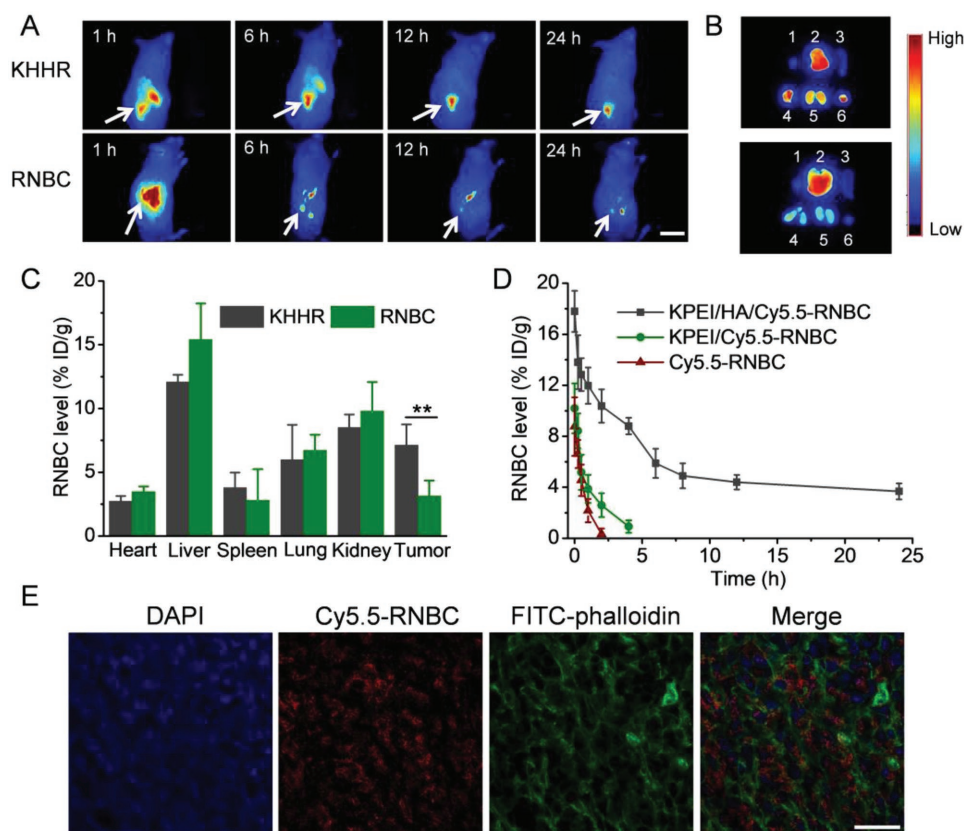 A
1 h
6 h
12 h
24 h
KHHR
1 h
6 h
12 h
24 h
RNBC
B
1 2 3
4 5 6
1 2 3
4 5 6
High
Low
C
20
15
10
5
0
RNBC level (% ID/g)
KHHR
RNBC
**
Heart Liver Spleen Lung Kidney Tumor
D
20
16
12
8
4
0
RNBC level (% ID/g)
KPEI/HA/Cy5.5-RNBC
KPEI/Cy5.5-RNBC
Cy5.5-RNBC
0 5 10 15 20 25
Time (h)
E
DAPI
Cy5.5-RNBC
FITC-phalloidin
Merge